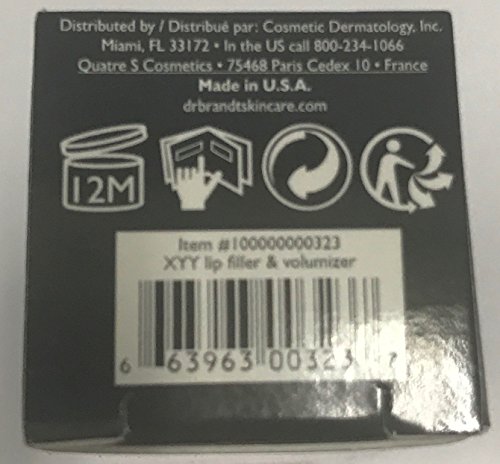 Distributed by / Distribué par: Cosmetic Dermatology, Inc.
Miami, FL 33172 • In the US call 800-234-1066
Quatre S Cosmetics • 75468 Paris Cedex 10 • France
Made in U.S.A.
drbrandtskincare.com
12M
Item #100000000323
XYY lip filler & volumizer
6 63963 00323 7